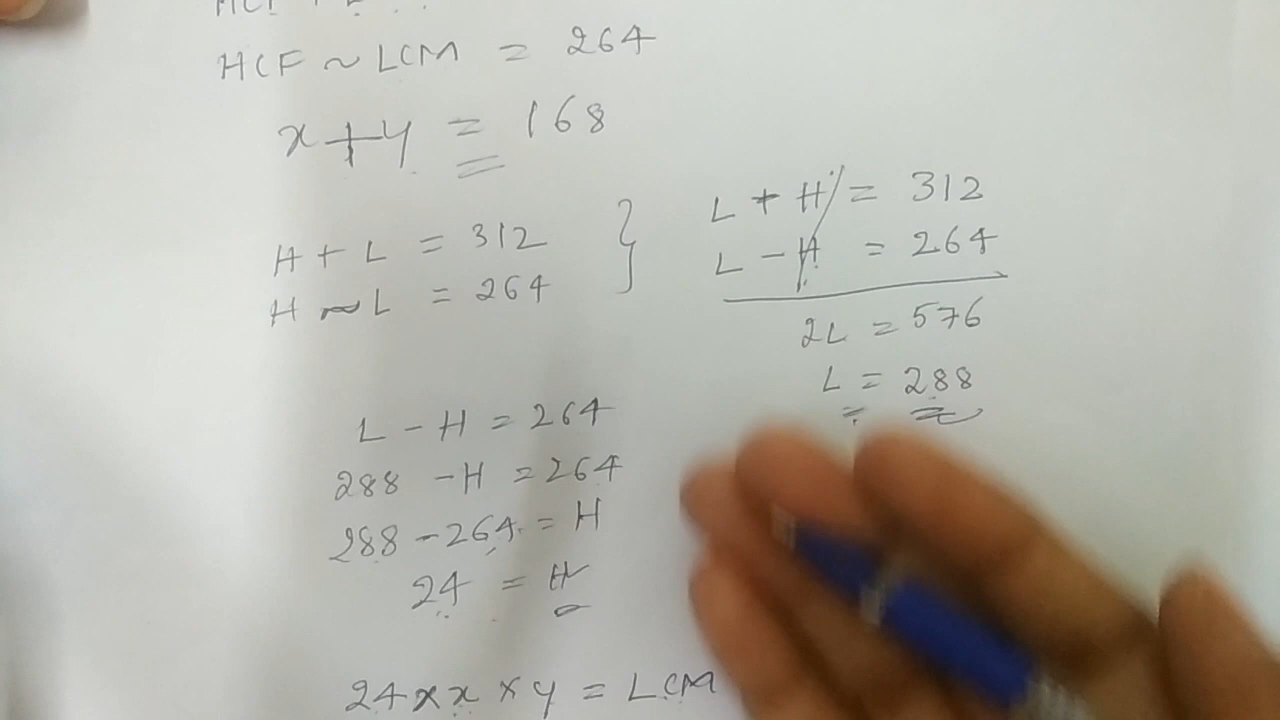 HCF ~ LCM = 264
x + y = 168
H + L = 312
H ~ L = 264
L + H = 312
L - H = 264
2L = 576
L = 288
L - H = 264
288 - H = 264
288 - 264 = H
24 = H
24 × x × y = LCM